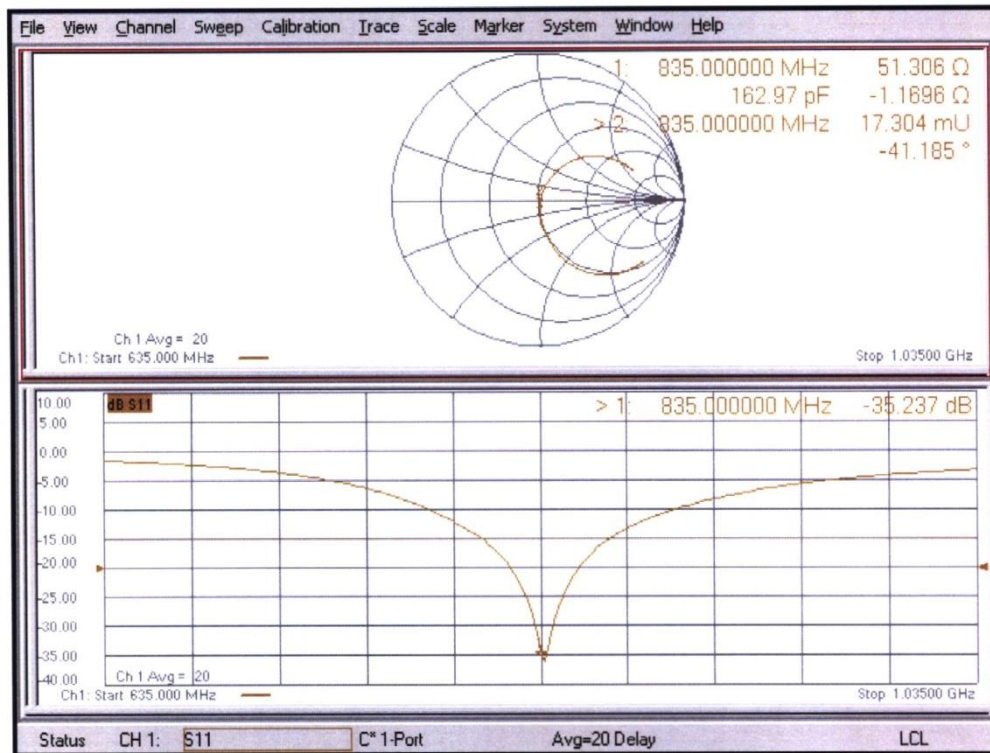 File View Channel Sweep Calibration Trace Scale Marker System Window Help
1: 835.000000 MHz 51.306 Ω
162.97 pF -1.1696 Ω
> 2: 835.000000 MHz 17.304 mU
-41.185 °
Ch 1 Avg = 20
Ch1: Start 635.000 MHz
Stop 1.03500 GHz
10.00
dB S11
> 1: 835.000000 MHz -35.237 dB
5.00
0.00
-5.00
-10.00
-15.00
-20.00
-25.00
-30.00
-35.00
-40.00
Ch 1 Avg = 20
Ch1: Start 635.000 MHz
Stop 1.03500 GHz
Status CH 1: S11 C* 1-Port Avg=20 Delay LCL